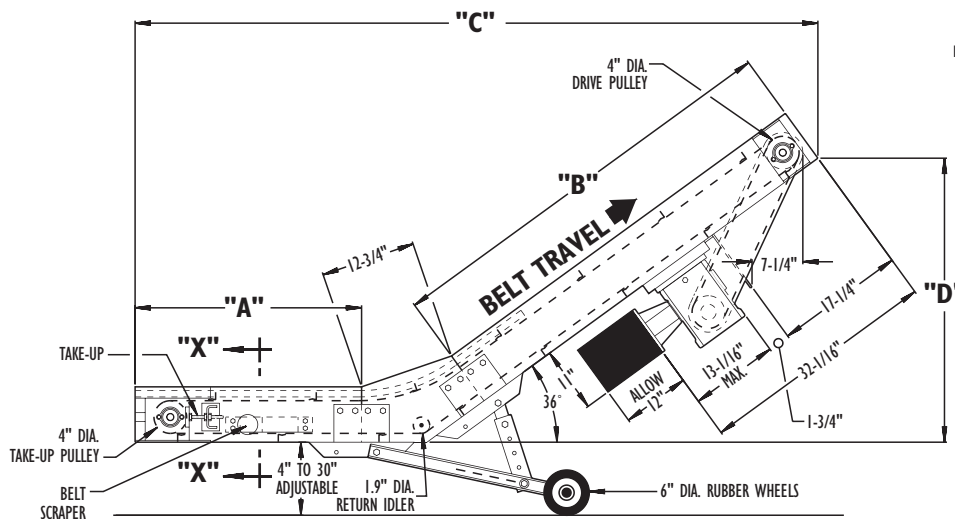 "C"
4" DIA.
DRIVE PULLEY
"B"
BELT TRAVEL
12-3/4"
"A"
7-1/4"
17-1/4"
"D"
"X"
TAKE-UP
13-1/16"
MAX.
32-1/16"
ALLOW
12"
11"
36°
1-3/4"
4" DIA.
TAKE-UP PULLEY
"X"
4" TO 30"
ADJUSTABLE
1.9" DIA.
RETURN IDLER
6" DIA. RUBBER WHEELS
BELT
SCRAPER